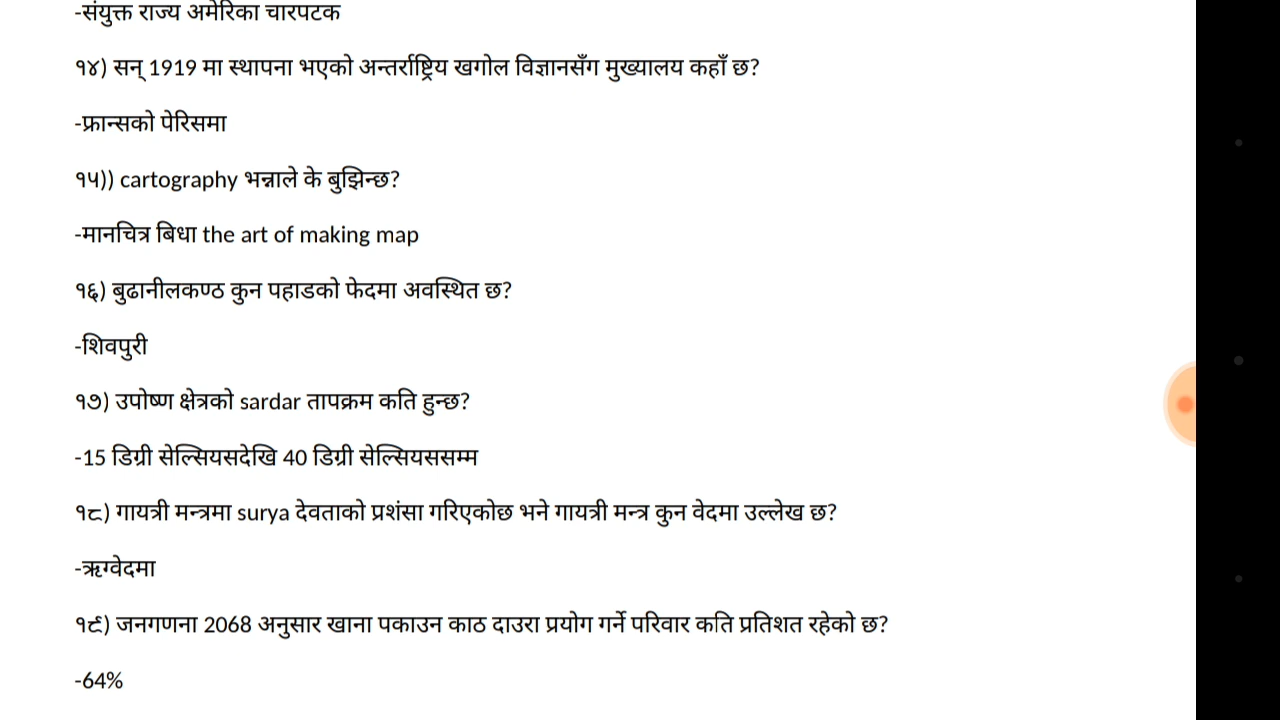 -संयुक्त राज्य अमेरिका चारपटक
१४) सन् 1919 मा स्थापना भएको अन्तर्राष्ट्रिय खगोल विज्ञानसँग मुख्यालय कहाँ छ?
-फ्रान्सको पेरिसमा
१५)) cartography भन्नाले के बुझिन्छ?
-मानचित्र बिधा the art of making map
१६) बुढानीलकण्ठ कुन पहाडको फेदमा अवस्थित छ?
-शिवपुरी
१७) उपोष्ण क्षेत्रको sardar तापक्रम कति हुन्छ?
-15 डिग्री सेल्सियसदेखि 40 डिग्री सेल्सियससम्म
१८) गायत्री मन्त्रमा surya देवताको प्रशंसा गरिएकोछ भने गायत्री मन्त्र कुन वेदमा उल्लेख छ?
-ऋग्वेदमा
१९) जनगणना 2068 अनुसार खाना पकाउन काठ दाउरा प्रयोग गर्ने परिवार कति प्रतिशत रहेको छ?
-64%